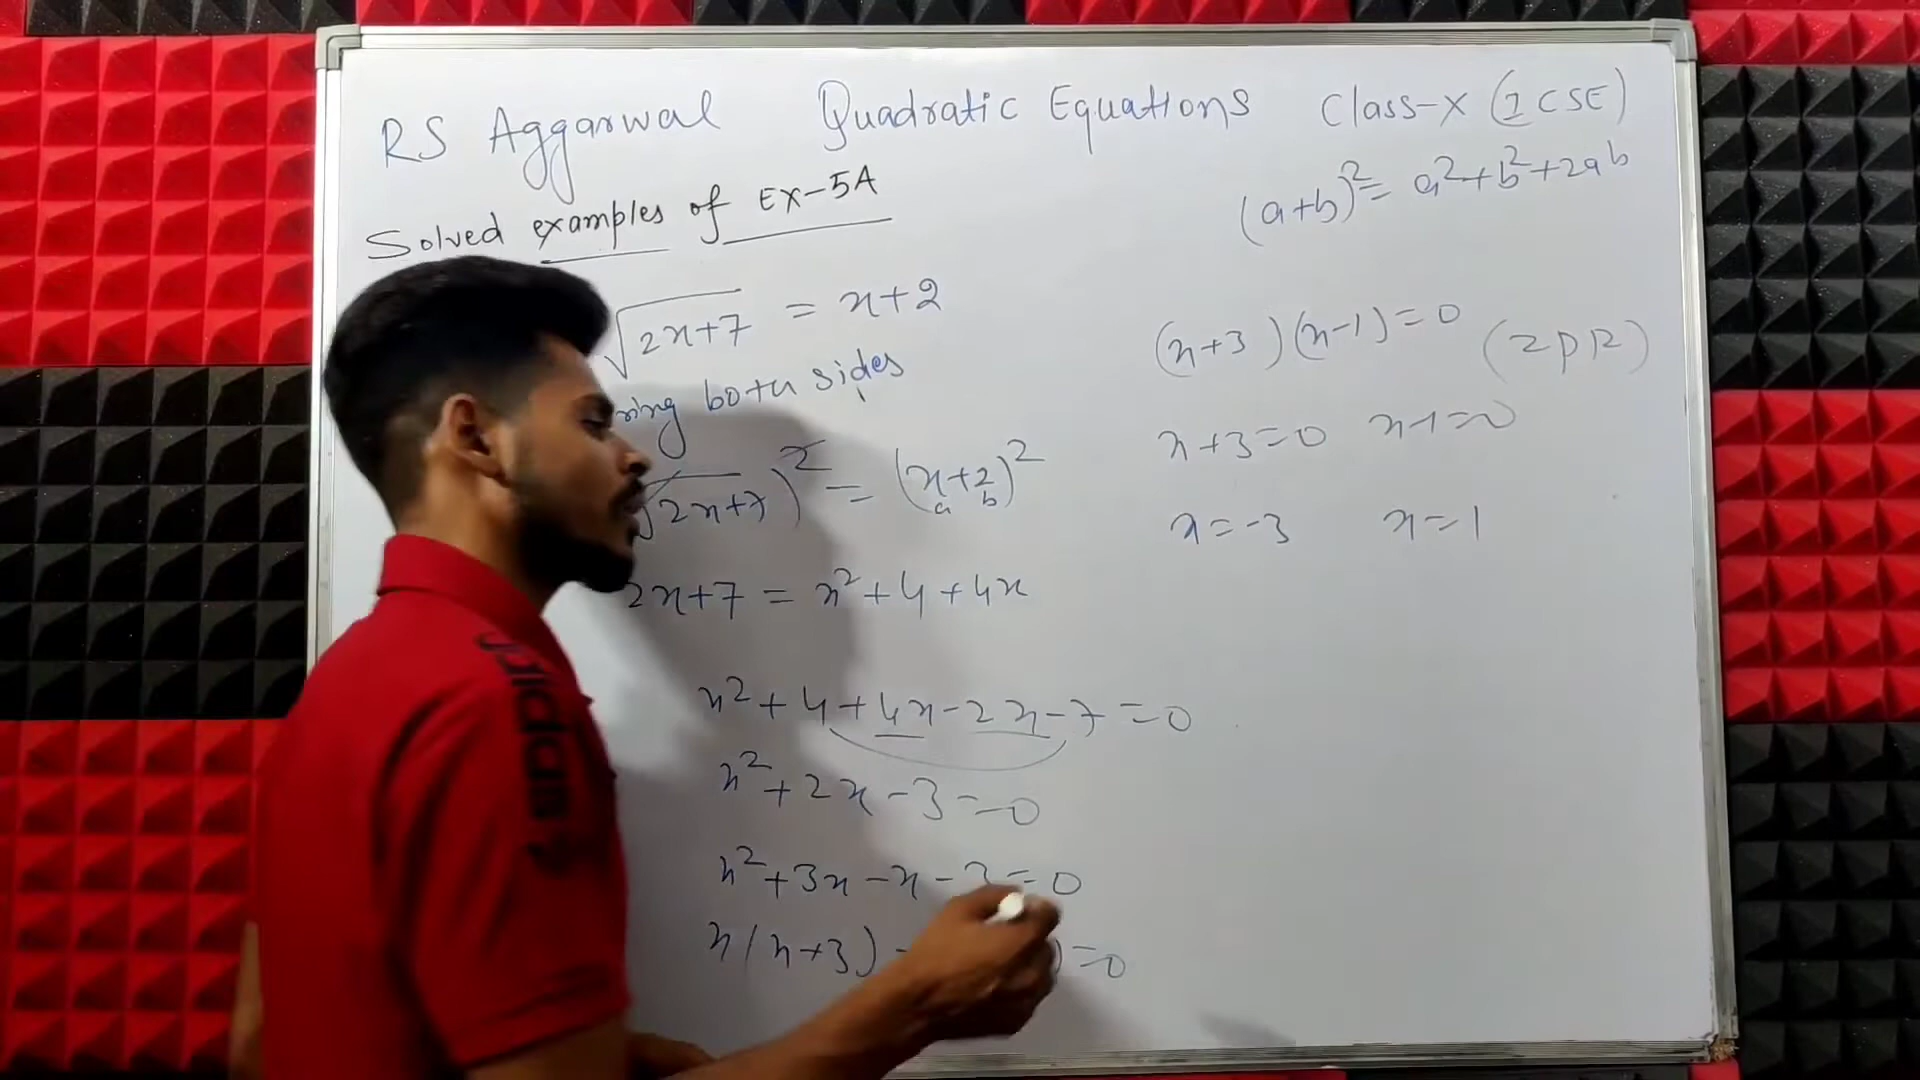 RS Aggarwal Quadratic Equations Class-X (ICSE)
Solved examples of EX-5A
(a+b)²= a²+b²+2ab
√2x+7 = x+2
ring both sides
√2x+7)² = (x+2)²
a b
2x+7 = x²+4+4x
x²+4+4x-2x-7=0
x²+2x-3=0
x²+3x-x-3=0
x(x+3)- )=0
(x+3)(x-1)=0 (ZPR)
x+3=0 x-1=0
x=-3 x=1
adidas